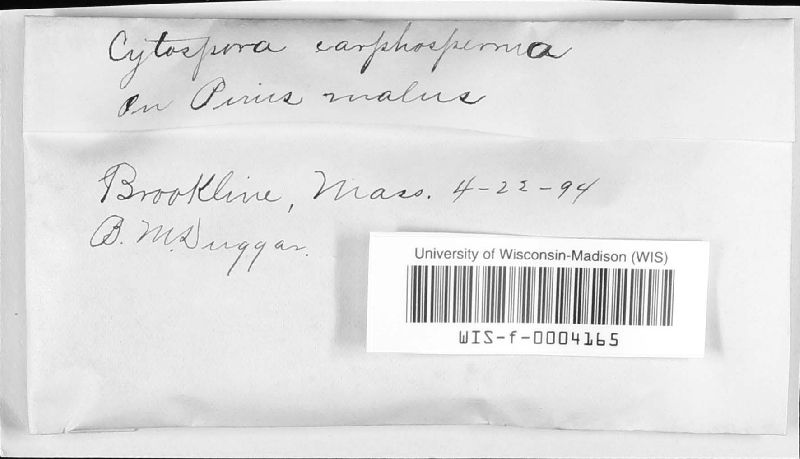 Cytospora carphosperma
on Pirus malus
Brookline, Mass. 4-22-94
B. M. Duggar.
University of Wisconsin-Madison (WIS)
WIS-f-0004165